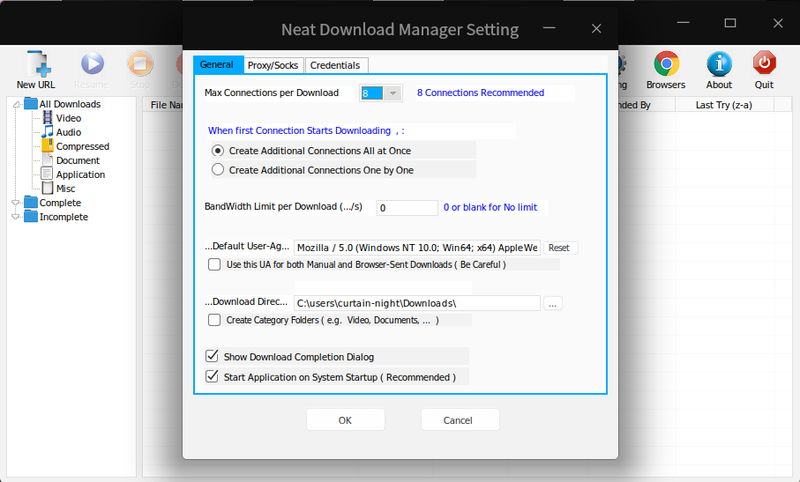 Neat Download Manager Setting
New URL
Resume
Stop
Browsers
About
Quit
General
Proxy/Socks
Credentials
All Downloads
Video
Audio
Compressed
Document
Application
Misc
Complete
Incomplete
File Na
Last Try (z-a)
Max Connections per Download
8
8 Connections Recommended
When first Connection Starts Downloading , :
Create Additional Connections All at Once
Create Additional Connections One by One
BandWidth Limit per Download (.../s)
0
0 or blank for No limit
...Default User-Ag...
Mozilla / 5.0 (Windows NT 10.0; Win64; x64) AppleWe
Reset
Use this UA for both Manual and Browser-Sent Downloads ( Be Careful )
...Download Direc...
C:\users\curtain-night\Downloads\
...
Create Category Folders ( e.g. Video, Documents, ... )
Show Download Completion Dialog
Start Application on System Startup ( Recommended )
OK
Cancel